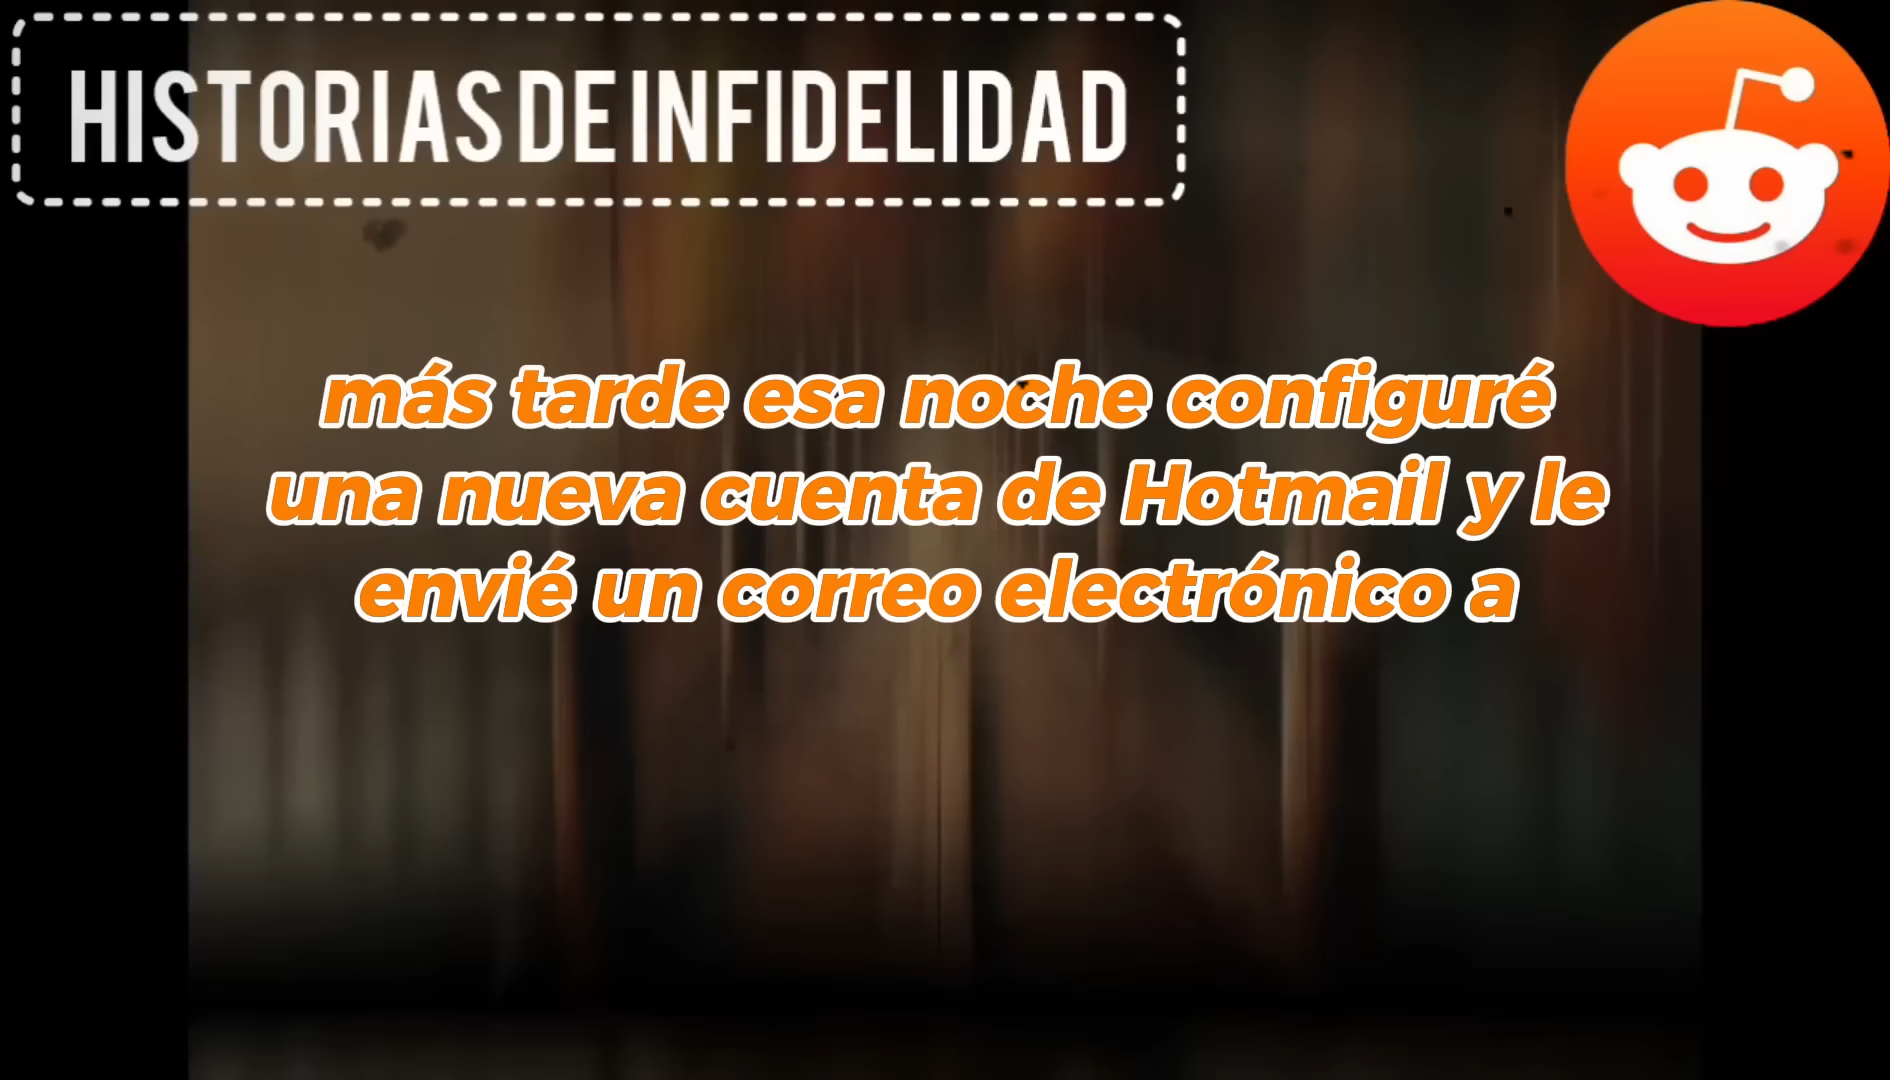 HISTORIAS DE INFIDELIDAD
más tarde esa noche configuré
una nueva cuenta de Hotmail y le
envié un correo electrónico a